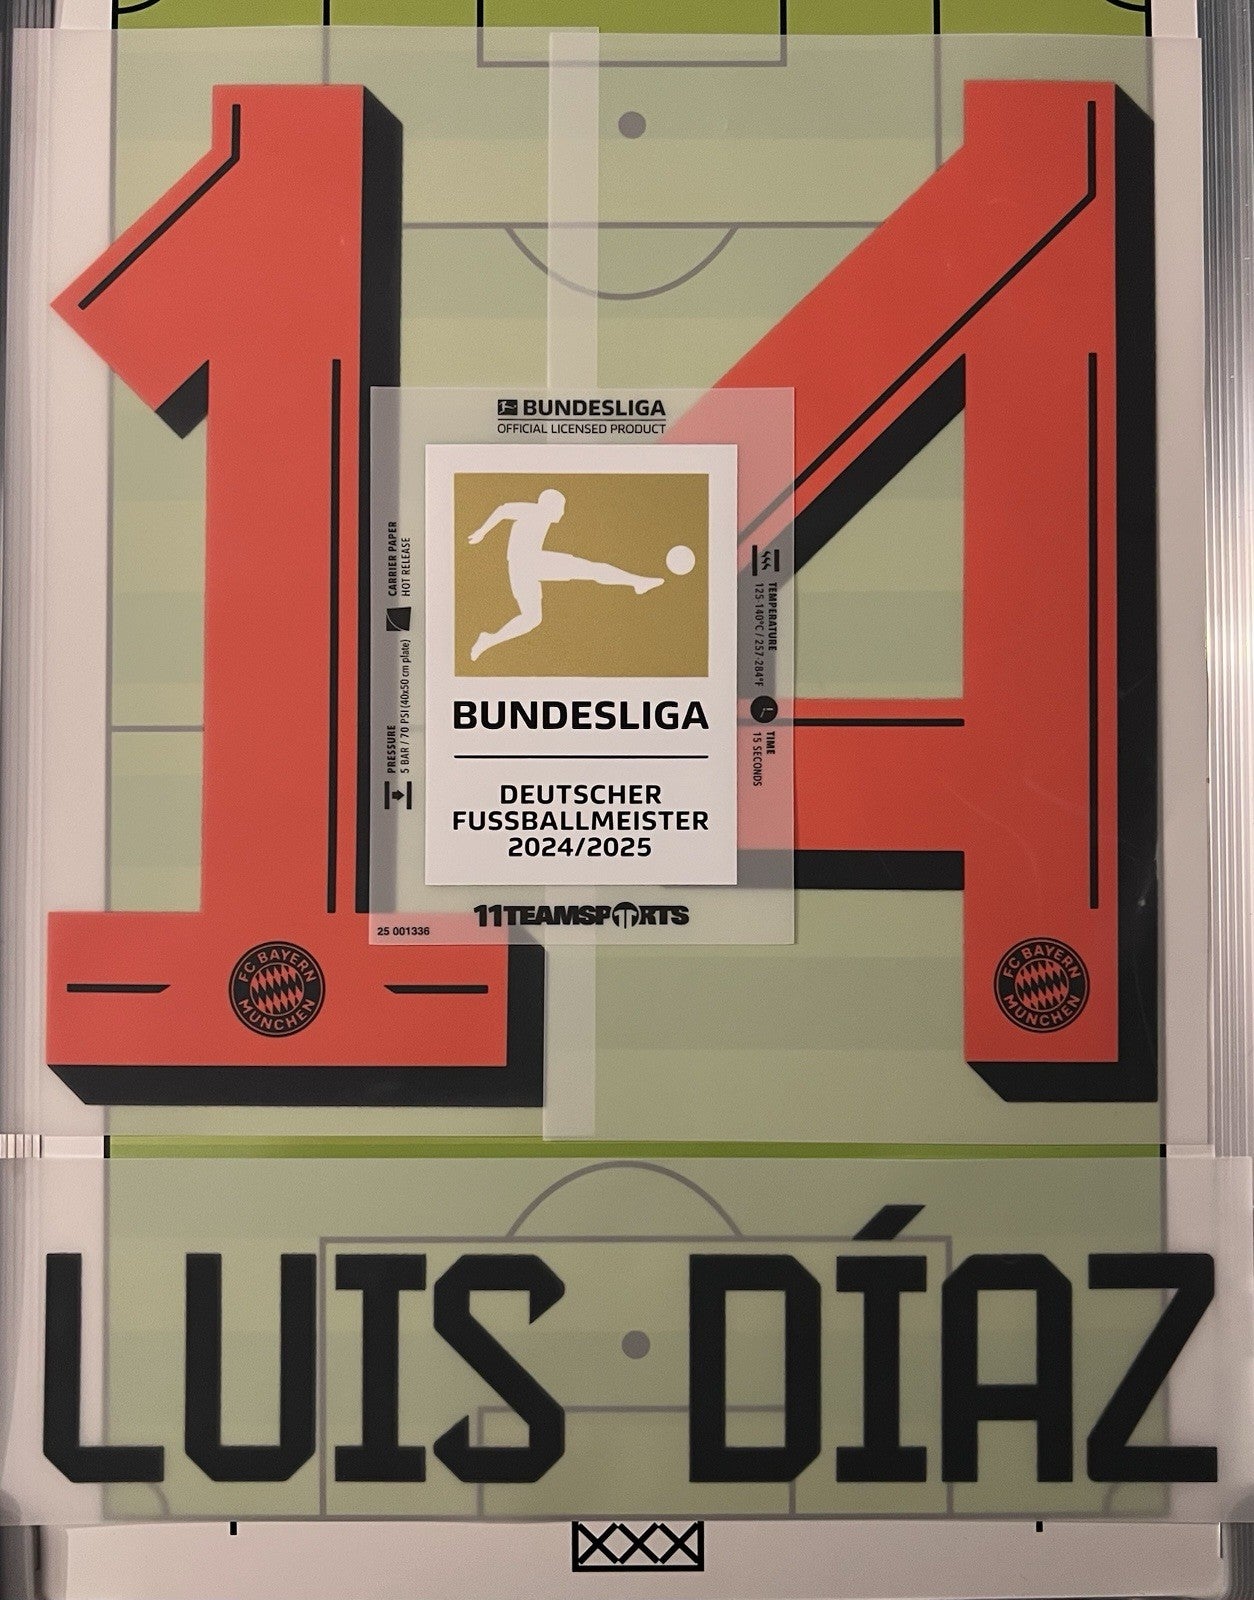 14
BUNDESLIGA
OFFICIAL LICENSED PRODUCT
CARRIER PAPER
HOT RELEASE
PRESSURE
5 BAR / 70 PSI (40x50 cm plate)
TEMPERATURE
125-140°C / 257-284°F
TIME
15 SECONDS
BUNDESLIGA
DEUTSCHER
FUSSBALLMEISTER
2024/2025
11TEAMSPORTS
25 001336
FC BAYERN
MÜNCHEN
FC BAYERN
MÜNCHEN
LUIS DÍAZ